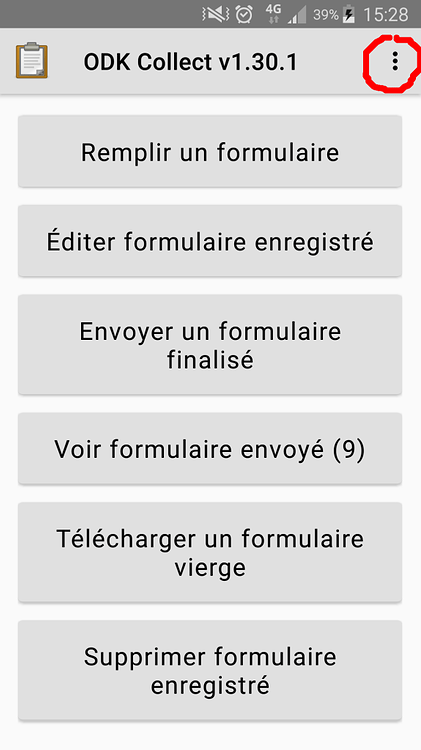 4G 39% 15:28
ODK Collect v1.30.1
Remplir un formulaire
Éditer formulaire enregistré
Envoyer un formulaire
finalisé
Voir formulaire envoyé (9)
Télécharger un formulaire
vierge
Supprimer formulaire
enregistré